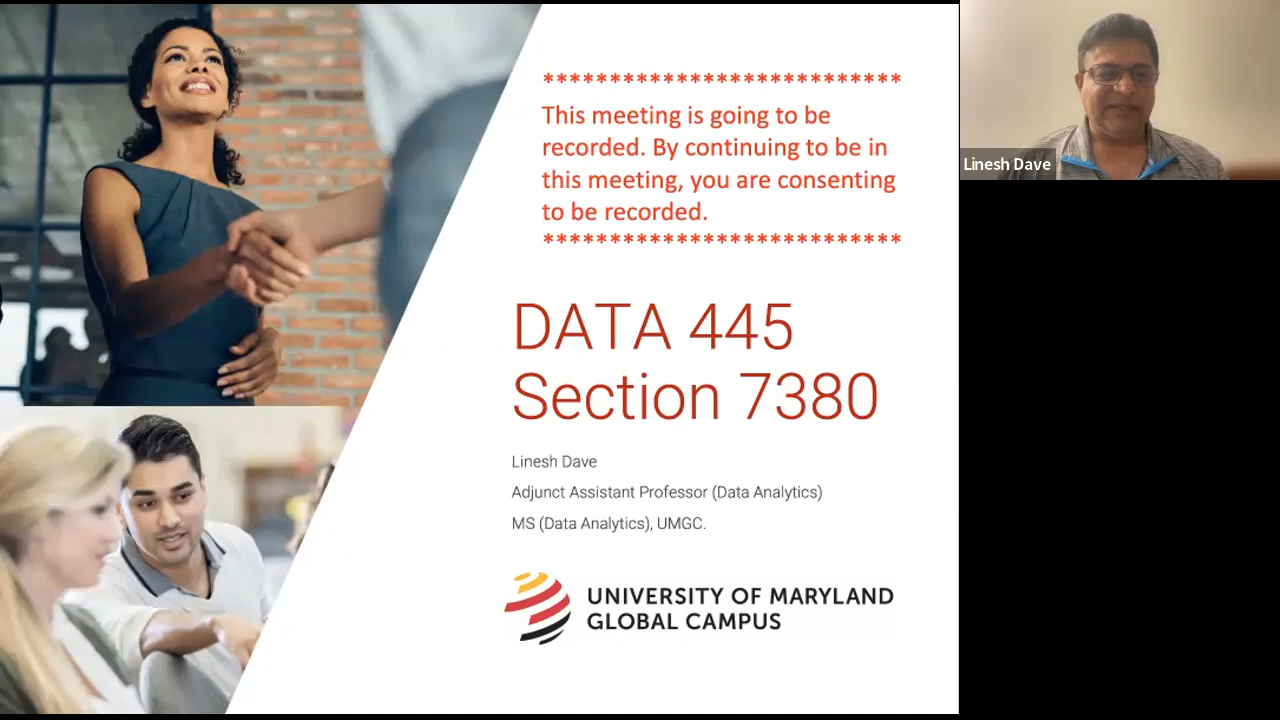 ***************************
This meeting is going to be
recorded. By continuing to be in
this meeting, you are consenting
to be recorded.
***************************
DATA 445
Section 7380
Linesh Dave
Adjunct Assistant Professor (Data Analytics)
MS (Data Analytics), UMGC.
UNIVERSITY OF MARYLAND
GLOBAL CAMPUS
Linesh Dave